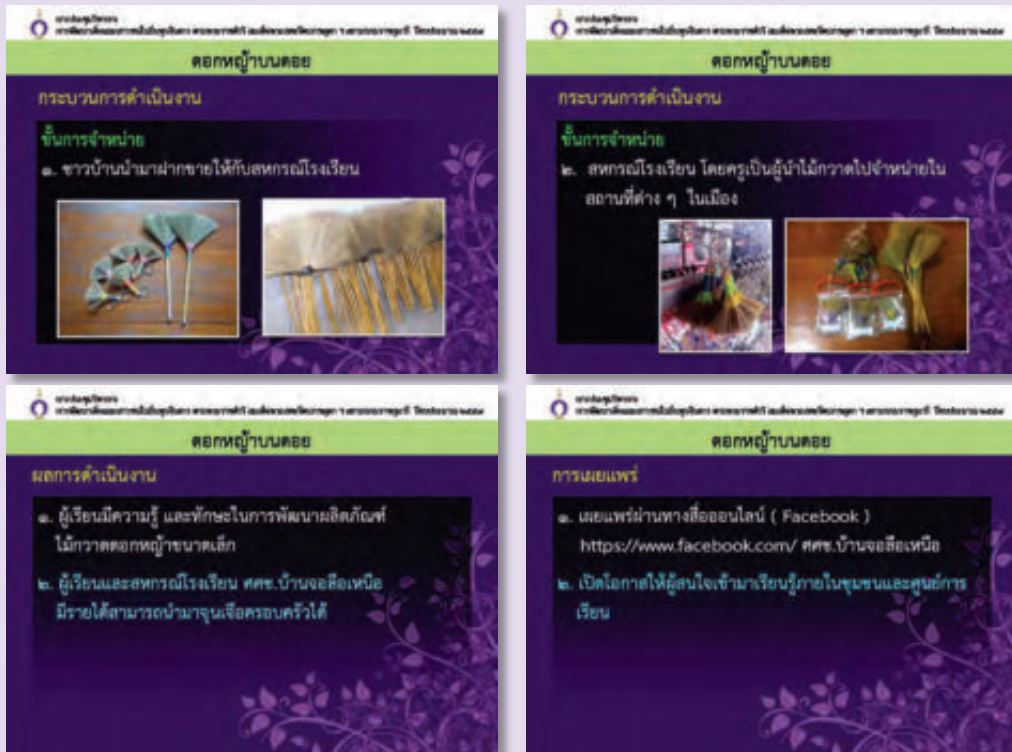 ดอกหญ้าบนดอย
กระบวนการดำเนินงาน
ขั้นการจำหน่าย
๑. ชาวบ้านนำมาฝากขายให้กับสหกรณ์โรงเรียน
ดอกหญ้าบนดอย
กระบวนการดำเนินงาน
ขั้นการจำหน่าย
๒. สหกรณ์โรงเรียน โดยครูเป็นผู้นำไม้กวาดไปจำหน่ายใน
สถานที่ต่าง ๆ ในเมือง
ดอกหญ้าบนดอย
ผลการดำเนินงาน
๑. ผู้เรียนมีความรู้ และทักษะในการพัฒนาผลิตภัณฑ์
ไม้กวาดดอกหญ้าขนาดเล็ก
๒. ผู้เรียนและสหกรณ์โรงเรียน ศศช.บ้านจอลือเหนือ
มีรายได้สามารถนำมาจุนเจือครอบครัวได้
ดอกหญ้าบนดอย
การเผยแพร่
๑. เผยแพร่ผ่านทางสื่อออนไลน์ ( Facebook )
https://www.facebook.com/ ศศช.บ้านจอลือเหนือ
๒. เปิดโอกาสให้ผู้สนใจเข้ามาเรียนรู้ภายในชุมชนและศูนย์การ
เรียน